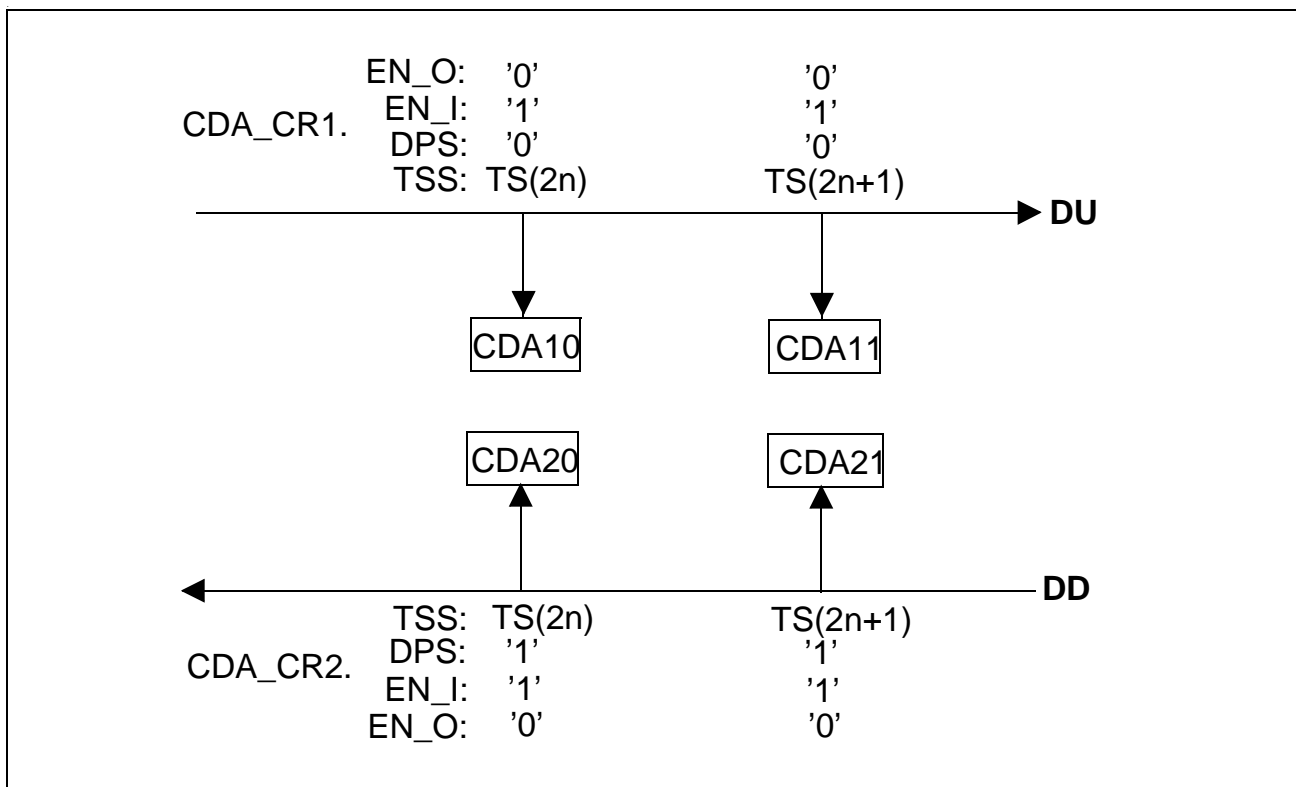 EN_O: ’0’ ’0’
EN_I: ’1’ ’1’
CDA_CR1.
DPS: ’0’ ’0’
TSS: TS(2n) TS(2n+1)
DU
CDA10 CDA11
CDA20 CDA21
DD
TSS: TS(2n) TS(2n+1)
DPS: ’1’ ’1’
CDA_CR2.
EN_I: ’1’ ’1’
EN_O: ’0’ ’0’